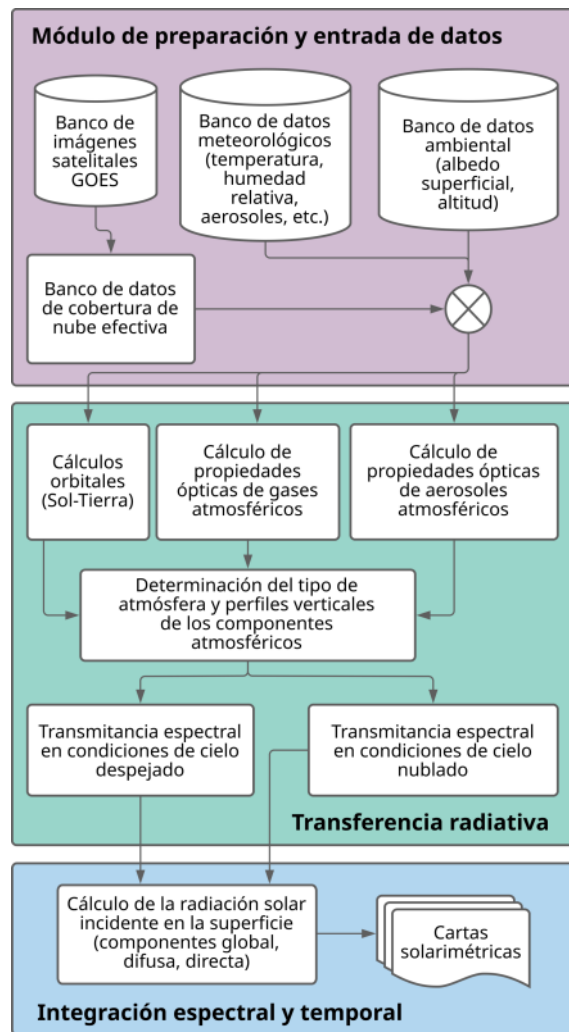 Módulo de preparación y entrada de datos
Banco de
imágenes
satelitales
GOES
Banco de datos
meteorológicos
(temperatura,
humedad
relativa,
aerosoles, etc.)
Banco de datos
ambiental
(albedo
superficial,
altitud)
Banco de datos
de cobertura de
nube efectiva
Cálculos
orbitales
(Sol-Tierra)
Cálculo de
propiedades
ópticas de gases
atmosféricos
Cálculo de
propiedades ópticas
de aerosoles
atmosféricos
Determinación del tipo de
atmósfera y perfiles verticales
de los componentes
atmosféricos
Transmitancia espectral
en condiciones de cielo
despejado
Transmitancia espectral
en condiciones de cielo
nublado
Transferencia radiativa
Cálculo de la radiación solar
incidente en la superficie
(componentes global,
difusa, directa)
Cartas
solarimétricas
Integración espectral y temporal